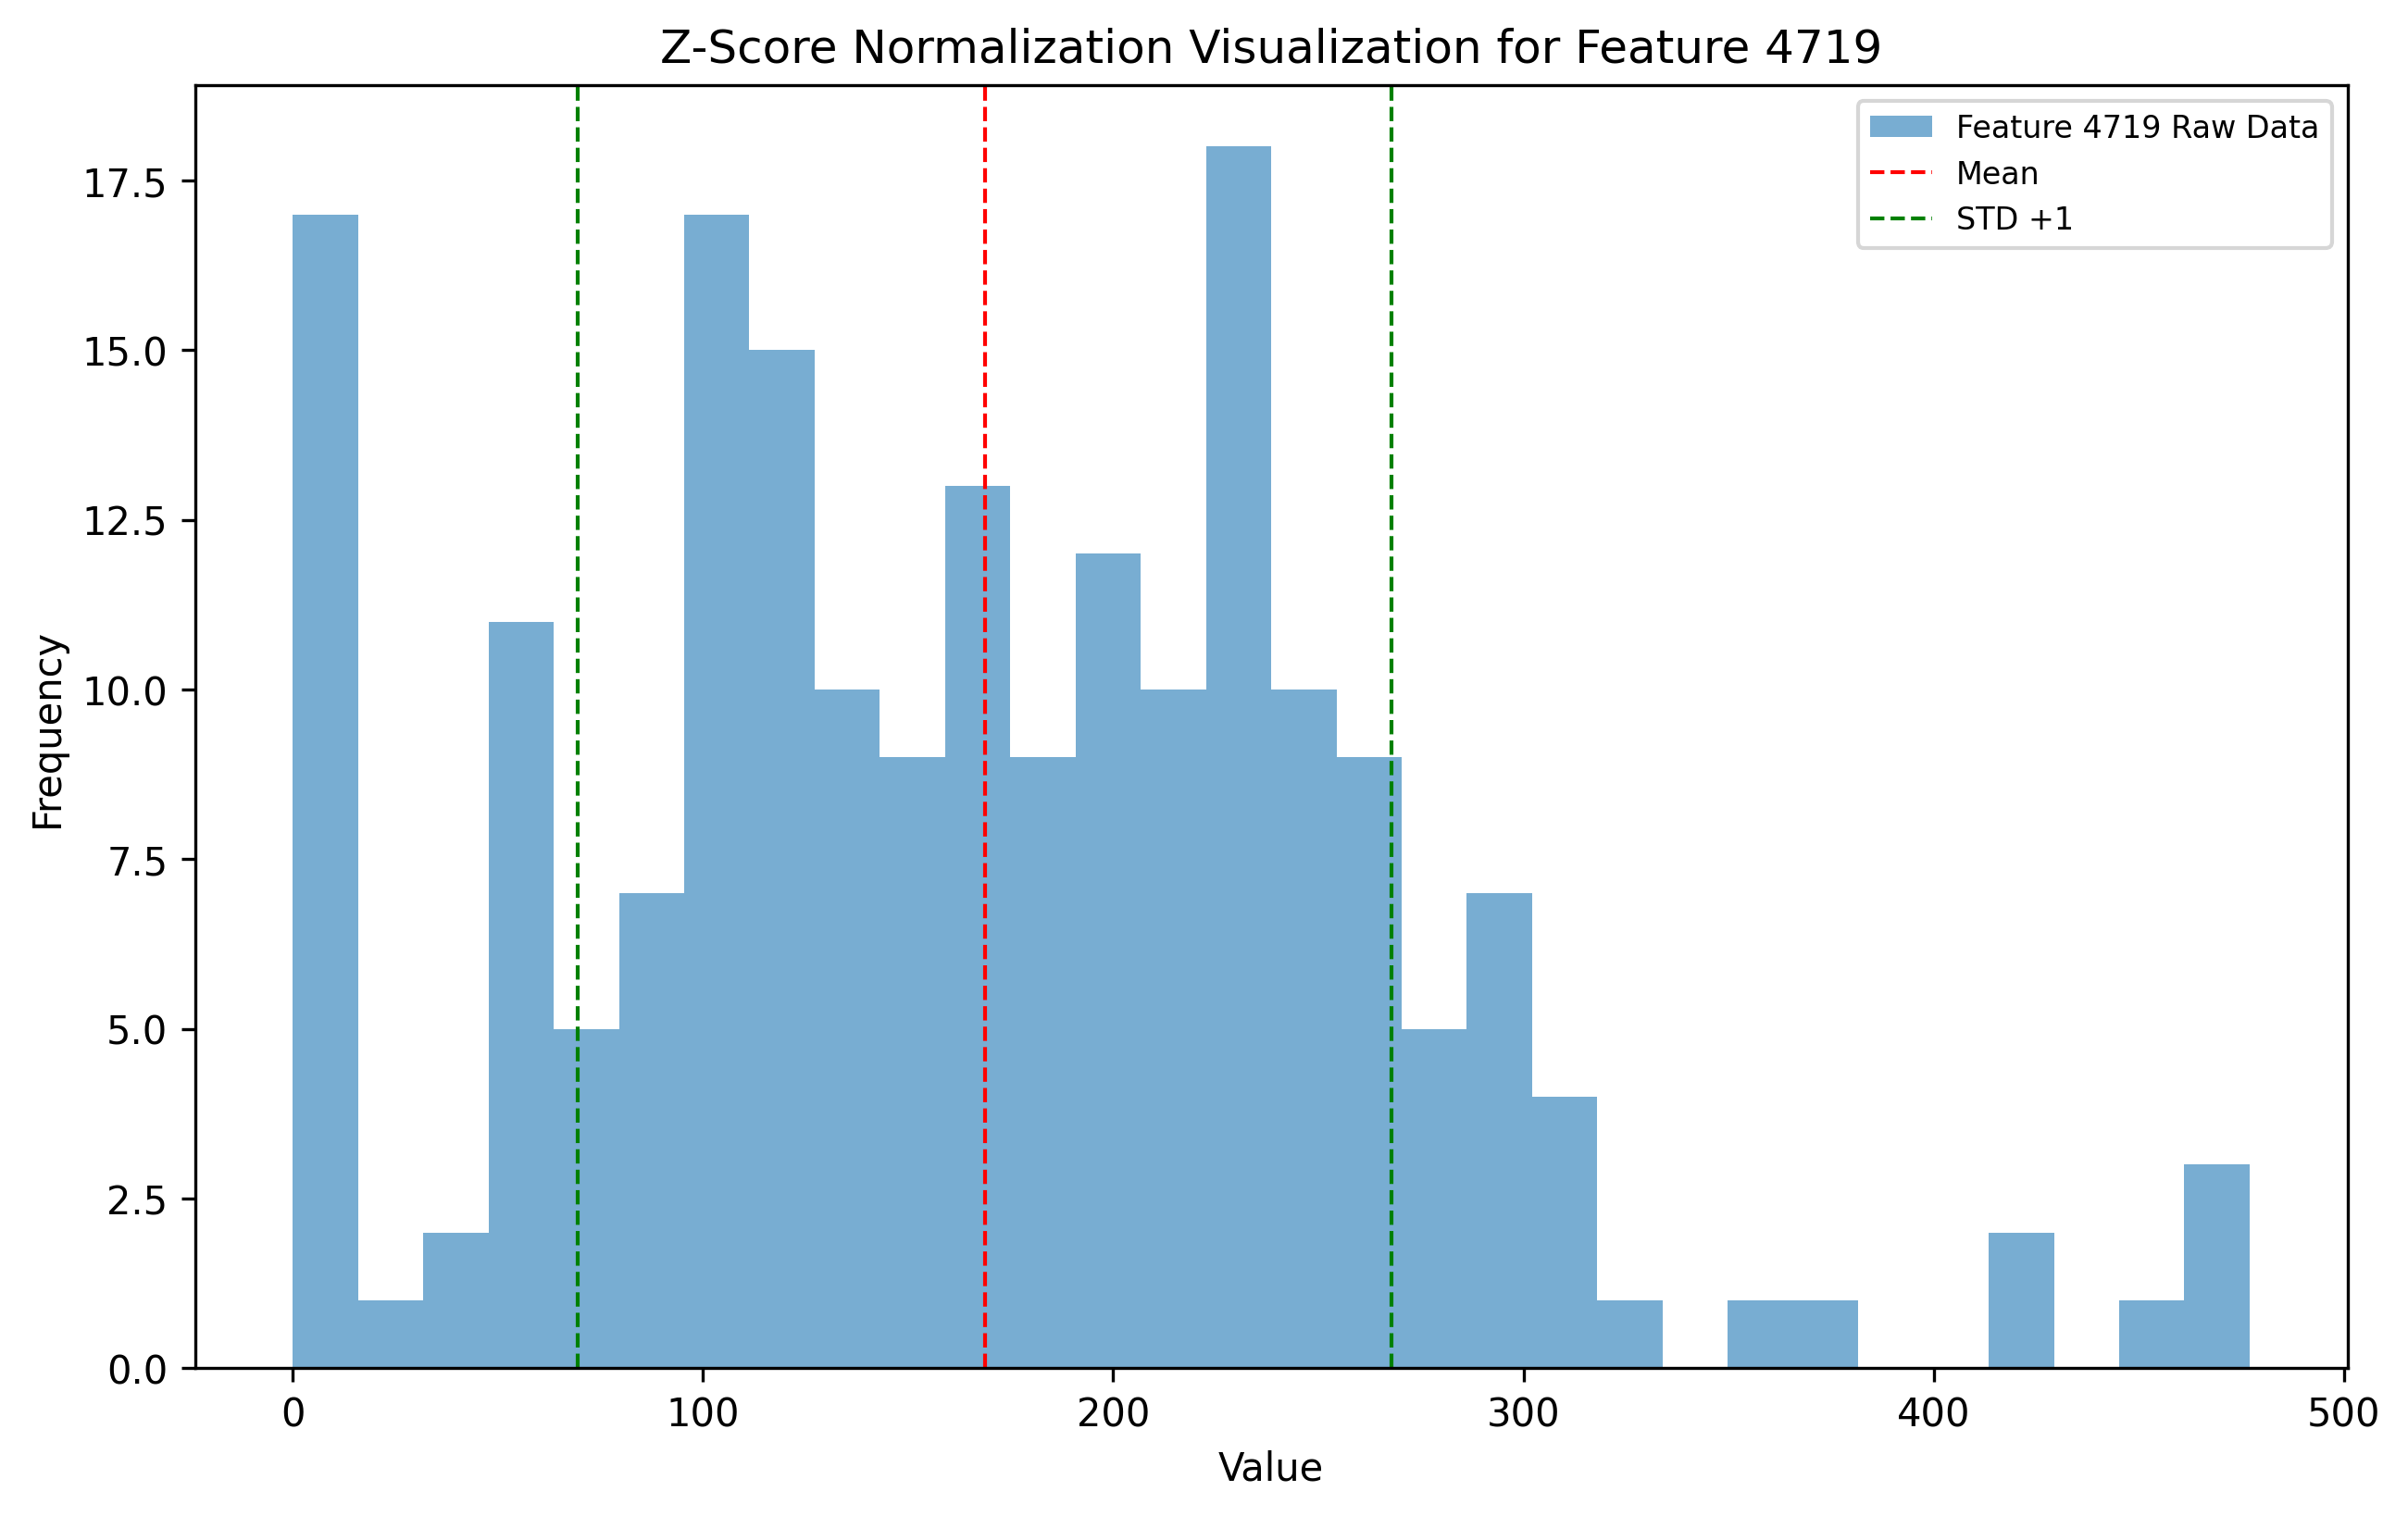 Z-Score Normalization Visualization for Feature 4719
Feature 4719 Raw Data
Mean
STD +1
17.5
15.0
12.5
10.0
7.5
5.0
2.5
0.0
Frequency
0 100 200 300 400 500
Value